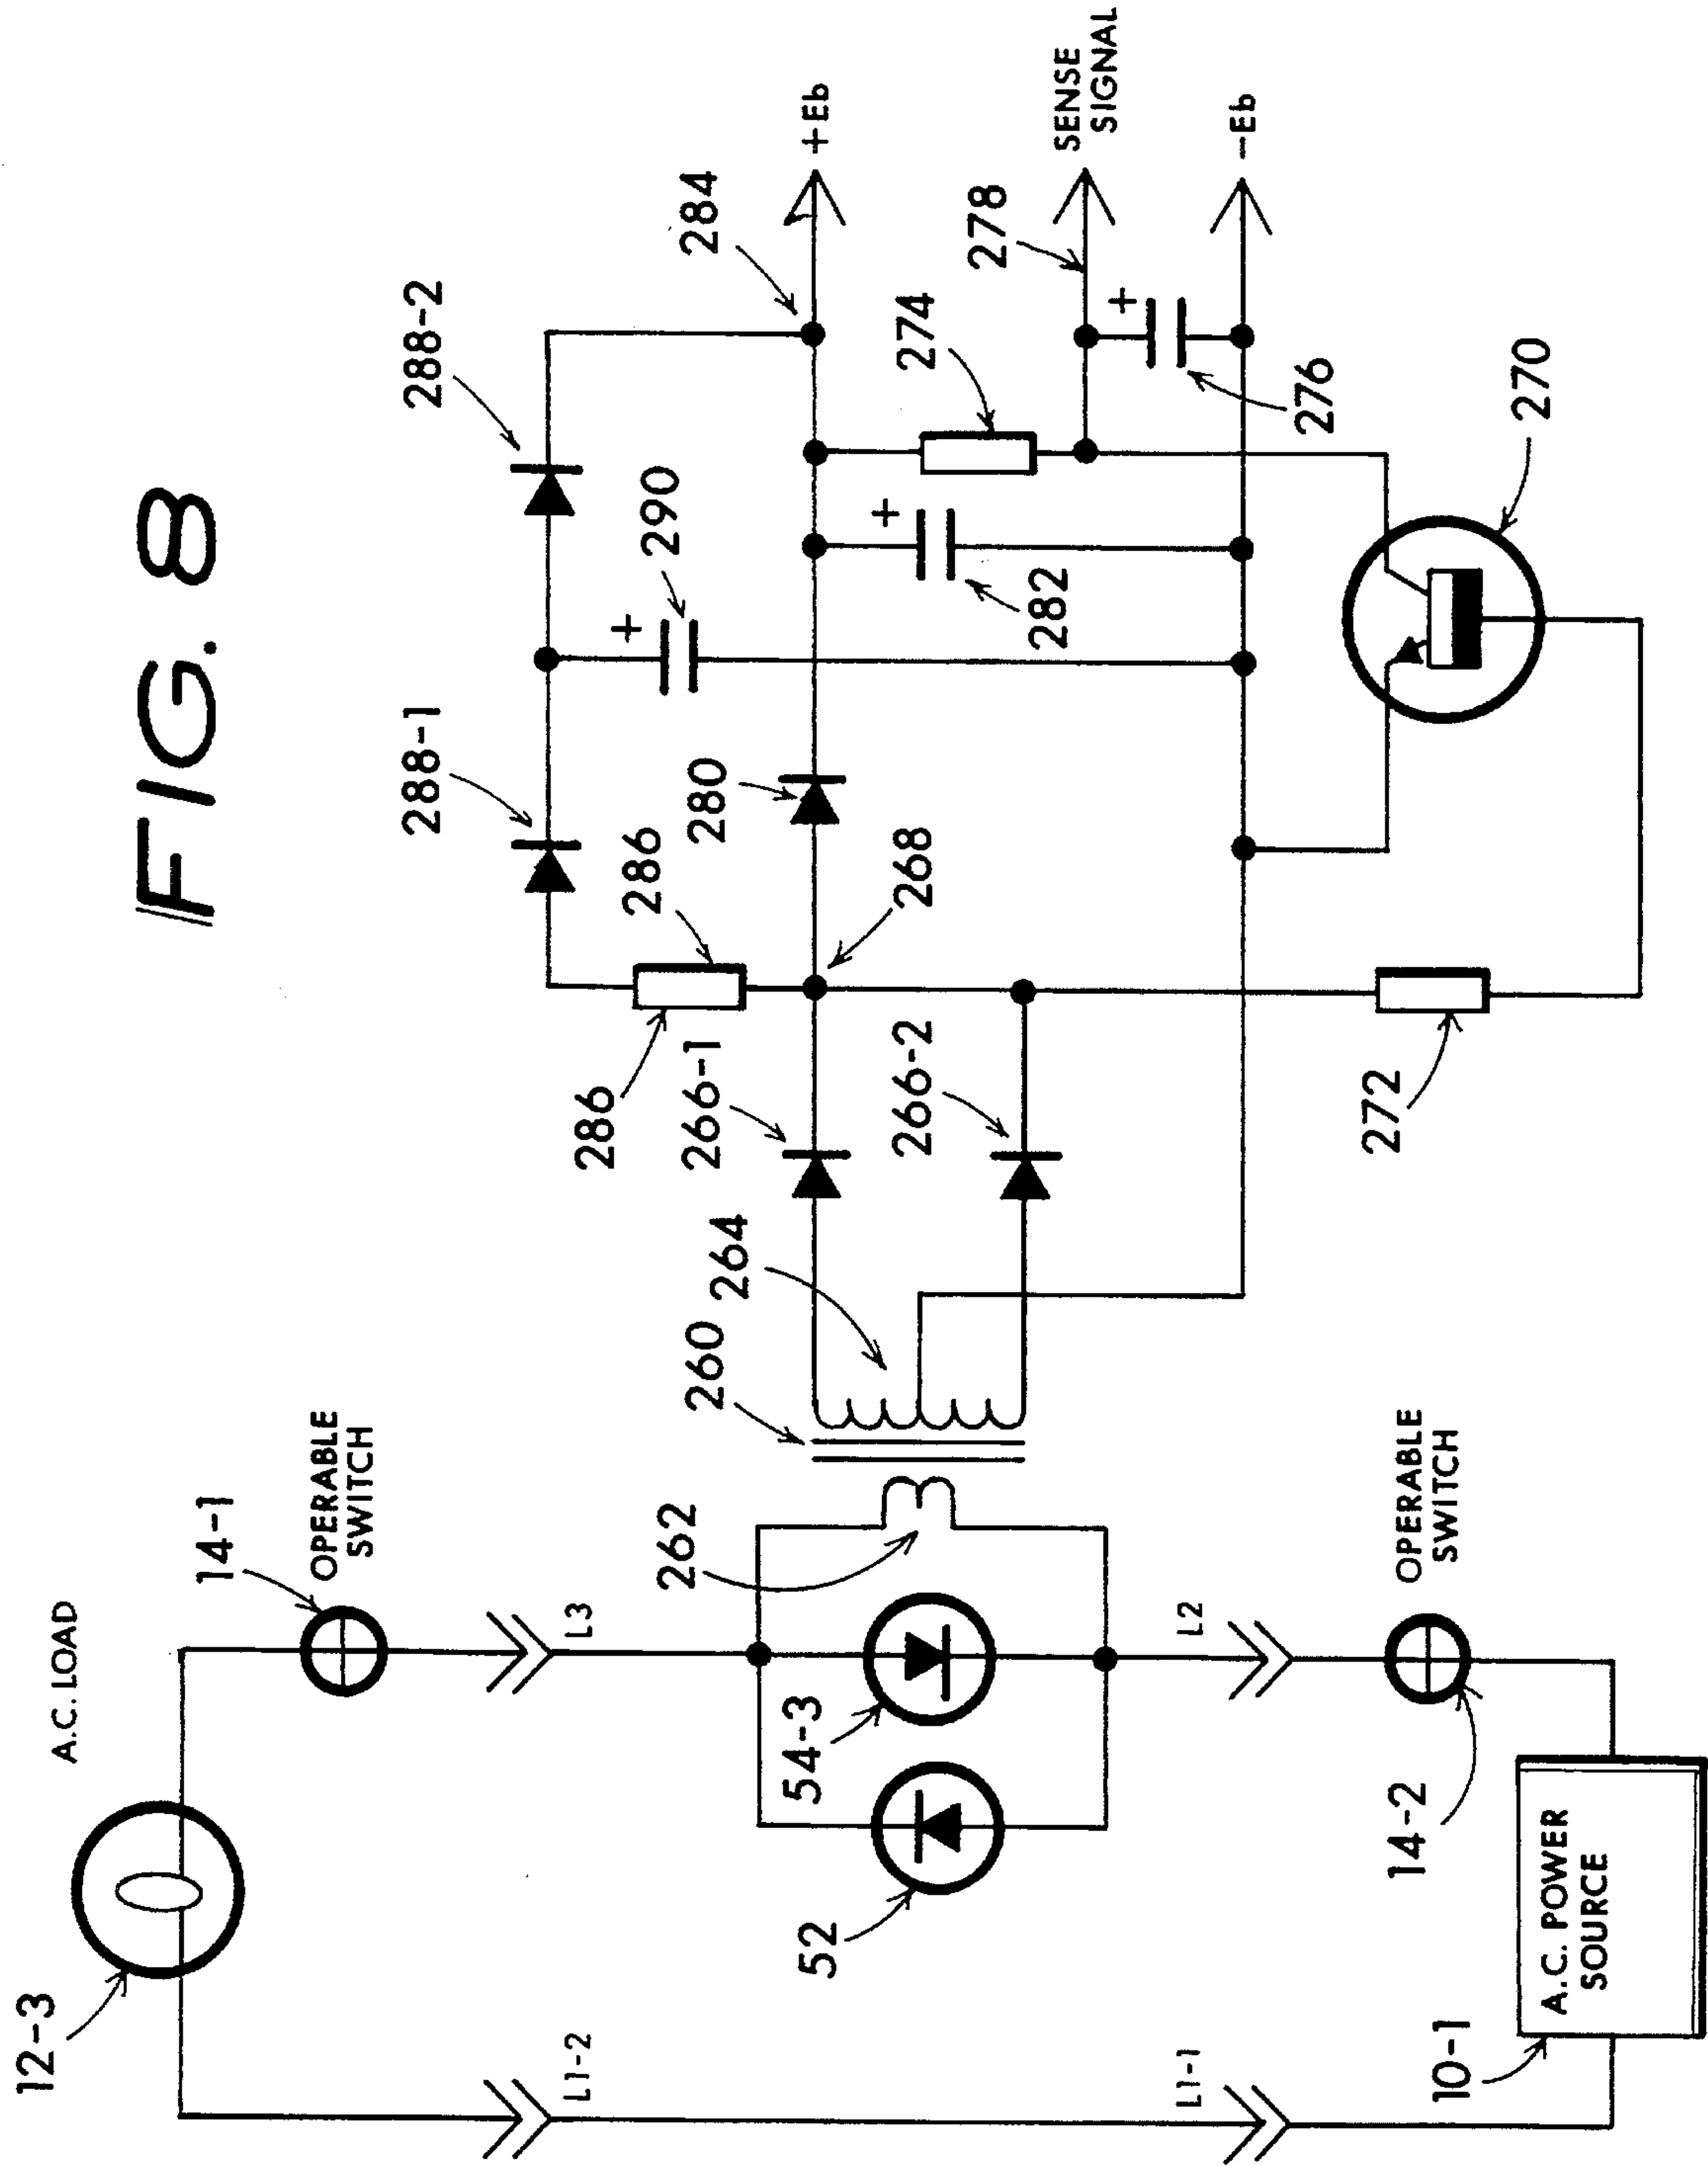 FIG. 8
12-3
A.C. LOAD
14-1
OPERABLE
SWITCH
L1-2
L3
52
54-3
262
260
264
L1-1
L2
10-1
A.C. POWER
SOURCE
14-2
OPERABLE
SWITCH
286
286
266-1
266-2
268
272
288-1
280
290
282
288-2
284
274
278
276
270
+Eb
SENSE
SIGNAL
-Eb